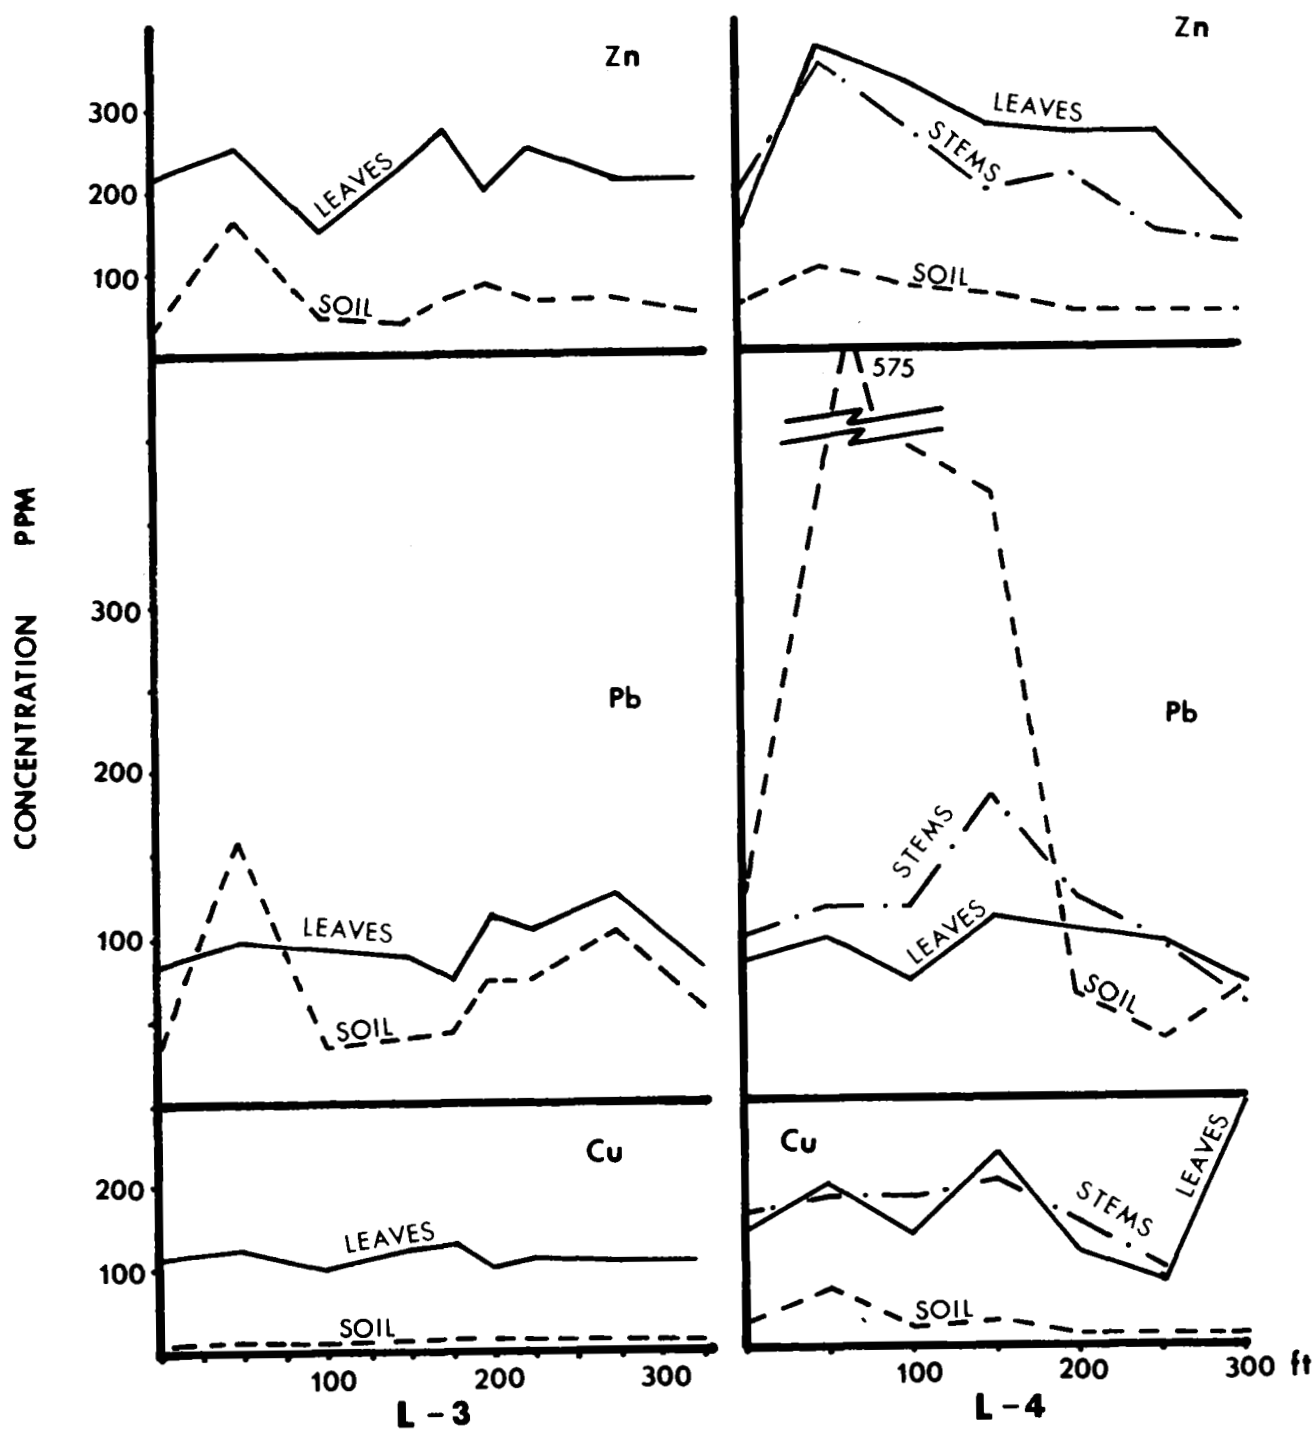 Zn
300
200
100
LEAVES
SOIL
Zn
LEAVES
STEMS
SOIL
CONCENTRATION PPM
300
200
100
Pb
LEAVES
SOIL
575
Pb
STEMS
LEAVES
SOIL
Cu
200
100
LEAVES
SOIL
100 200 300
L-3
Cu
LEAVES
STEMS
SOIL
100 200 300 ft
L-4